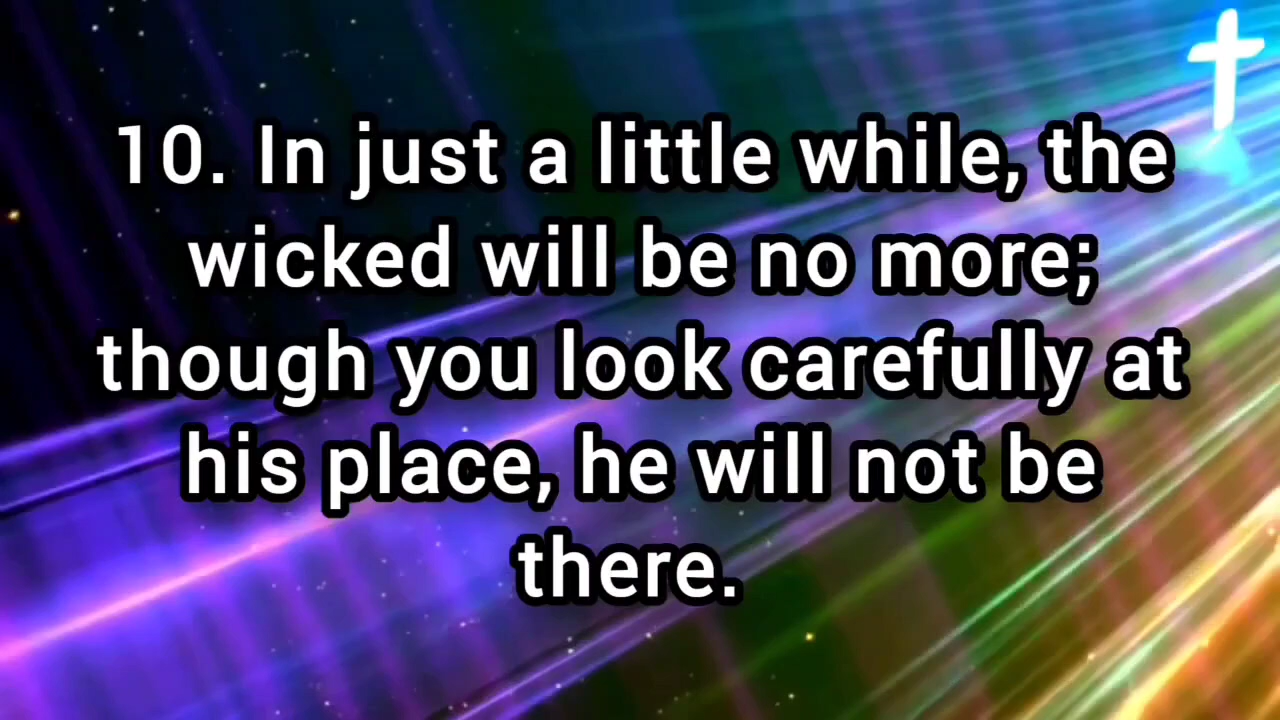 10. In just a little while, the
wicked will be no more;
though you look carefully at
his place, he will not be
there.